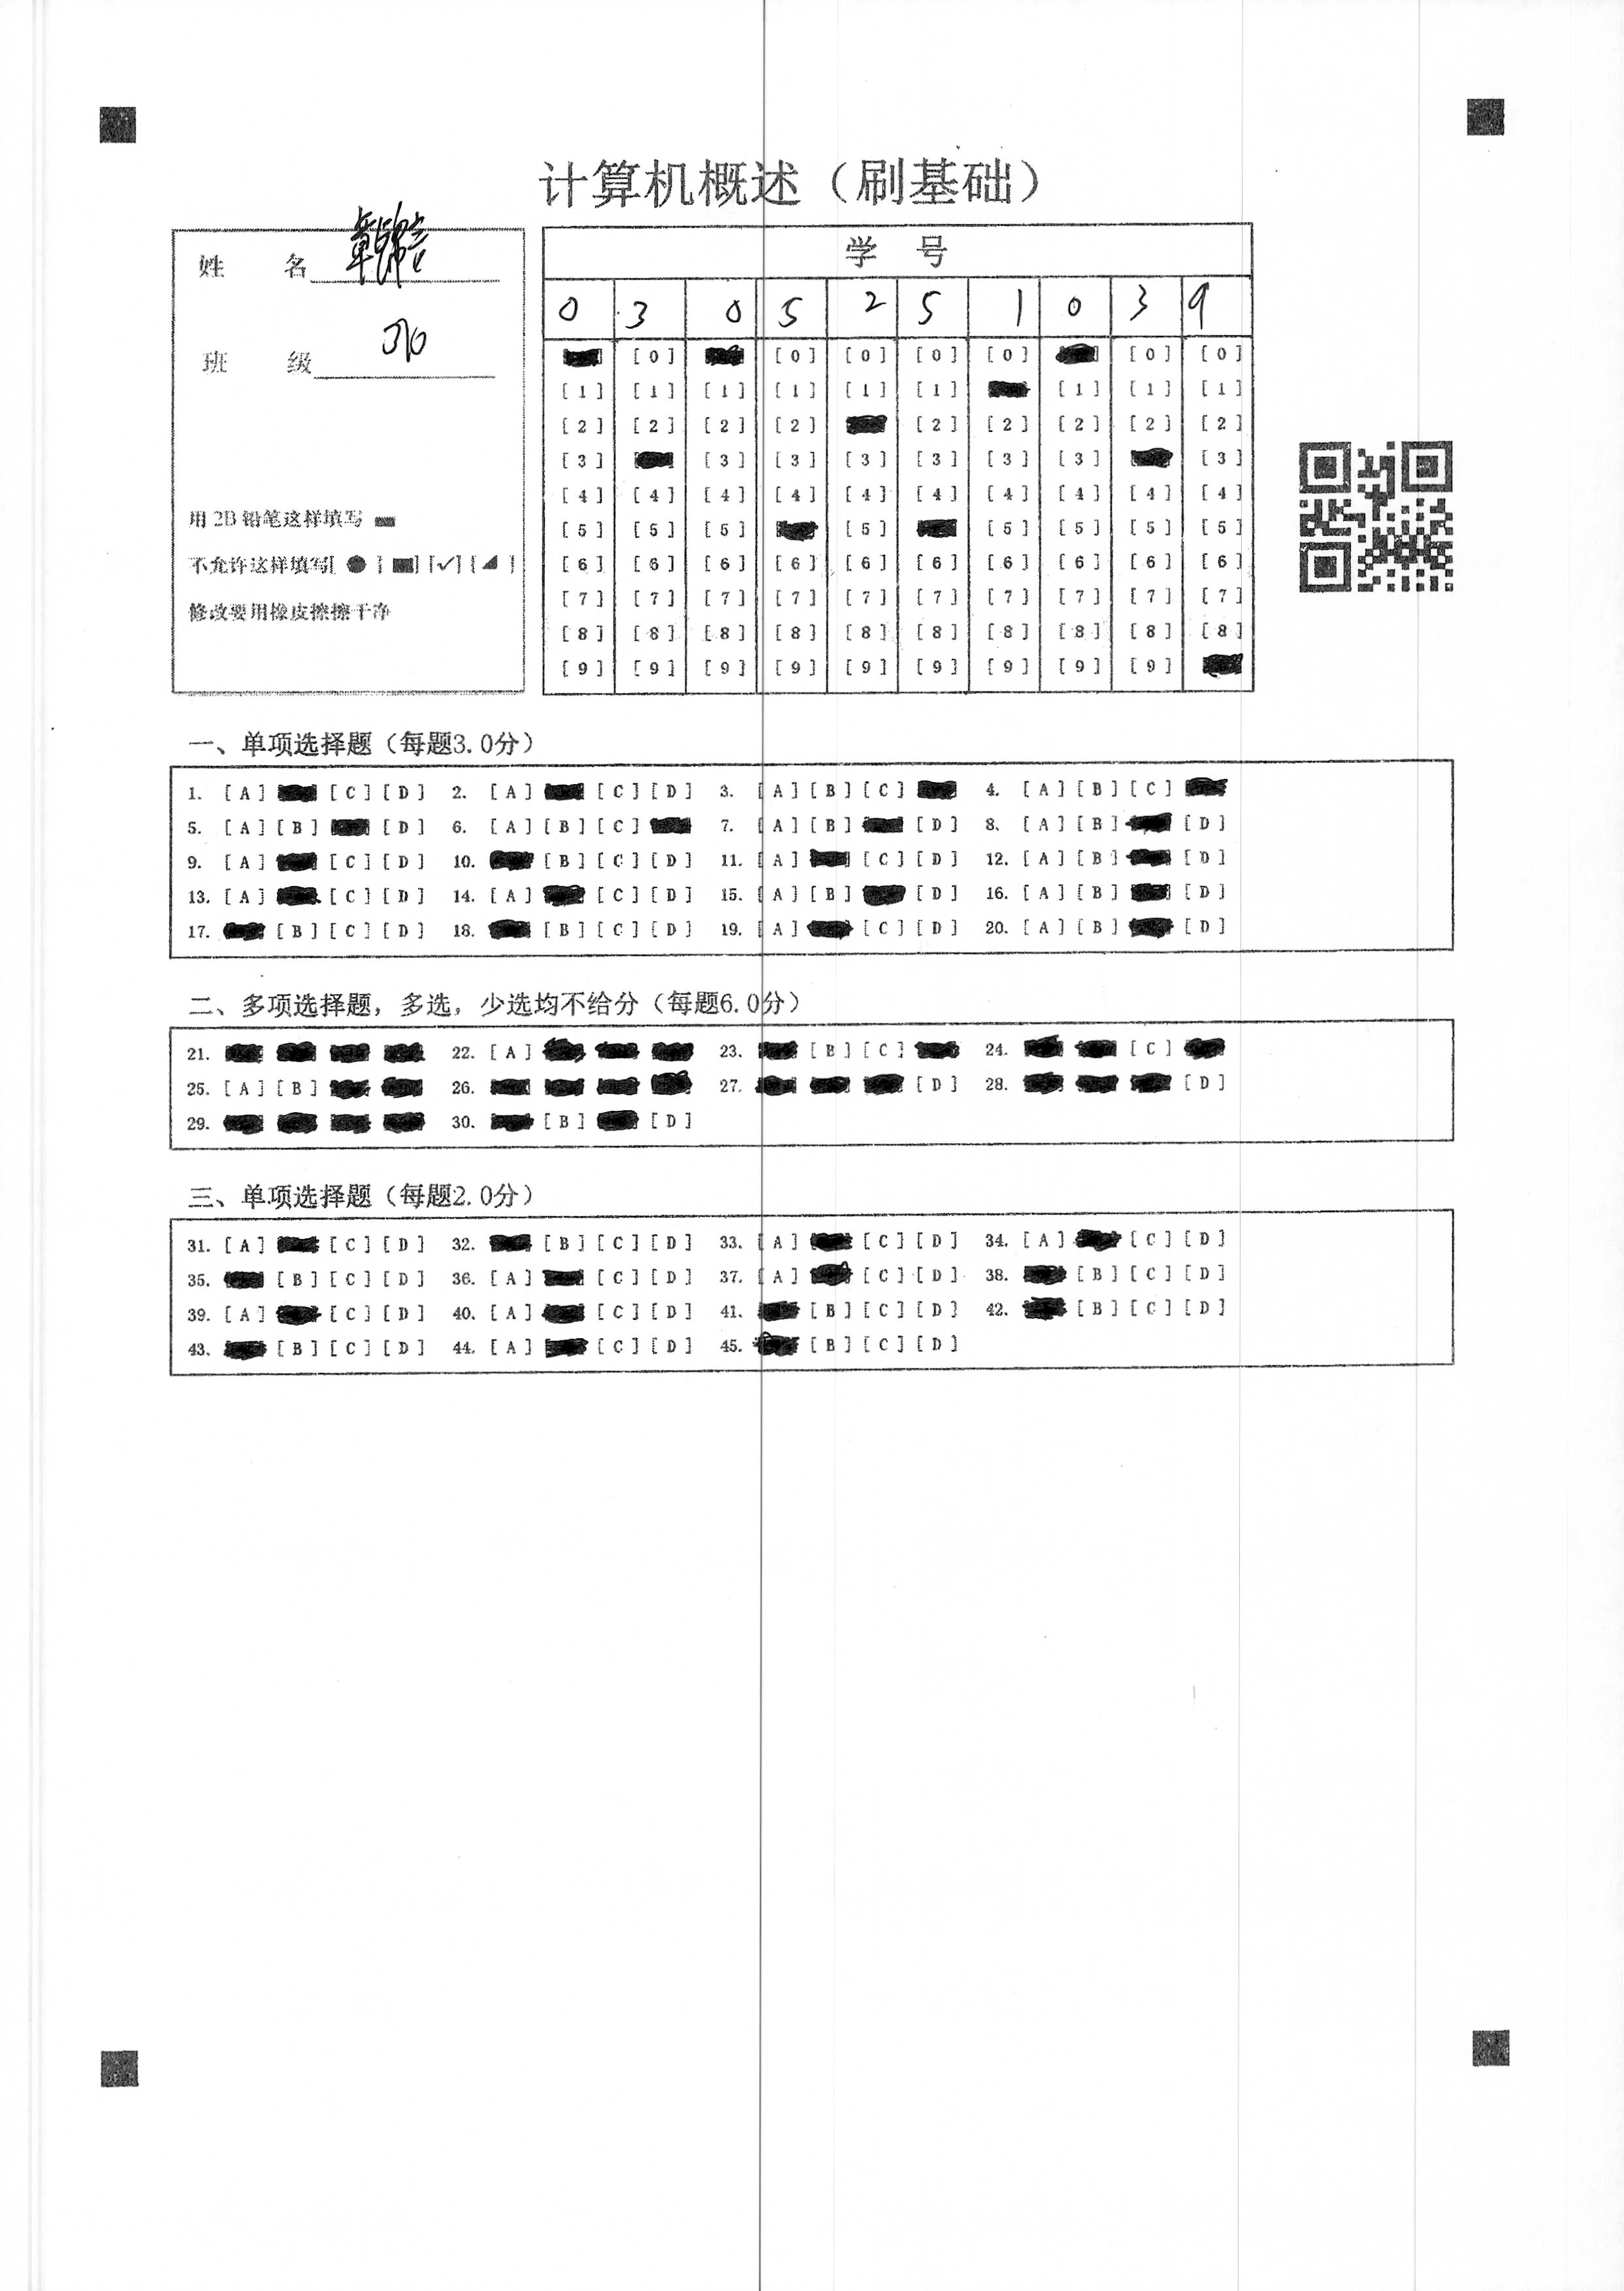 计算机概述（刷基础）
姓 名
班 级
用 2B 铅笔这样填写
不允许这样填写[ ● ] [√] [ ]
修改要用橡皮擦擦干净
学 号
0 3 0 5 2 5 1 0 3 9
[0] [0] [0] [0] [0] [0] [0]
[1] [1] [1] [1] [1] [1] [1] [1] [1]
[2] [2] [2] [2] [2] [2] [2] [2] [2]
[3] [3] [3] [3] [3] [3] [3] [3]
[4] [4] [4] [4] [4] [4] [4] [4] [4] [4]
[5] [5] [5] [5] [5] [5] [5] [5]
[6] [6] [6] [6] [6] [6] [6] [6] [6] [6]
[7] [7] [7] [7] [7] [7] [7] [7] [7] [7]
[8] [8] [8] [8] [8] [8] [8] [8] [8] [8]
[9] [9] [9] [9] [9] [9] [9] [9] [9]
一、单项选择题（每题3.0分）
1. [A] [C] [D] 2. [A] [C] [D] 3. [A] [B] [C] 4. [A] [B] [C]
5. [A] [B] [D] 6. [A] [B] [C] 7. [A] [B] [D] 8. [A] [B] [D]
9. [A] [C] [D] 10. [B] [C] [D] 11. [A] [C] [D] 12. [A] [B] [D]
13. [A] [C] [D] 14. [A] [C] [D] 15. [A] [B] [D] 16. [A] [B] [D]
17. [B] [C] [D] 18. [B] [C] [D] 19. [A] [C] [D] 20. [A] [B] [D]
二、多项选择题，多选，少选均不给分（每题6.0分）
21. 22. [A] 23. [B] [C] 24. [C]
25. [A] [B] 26. 27. [D] 28. [D]
29. 30. [B] [D]
三、单项选择题（每题2.0分）
31. [A] [C] [D] 32. [B] [C] [D] 33. [A] [C] [D] 34. [A] [C] [D]
35. [B] [C] [D] 36. [A] [C] [D] 37. [A] [C] [D] 38. [B] [C] [D]
39. [A] [C] [D] 40. [A] [C] [D] 41. [B] [C] [D] 42. [B] [C] [D]
43. [B] [C] [D] 44. [A] [C] [D] 45. [B] [C] [D]